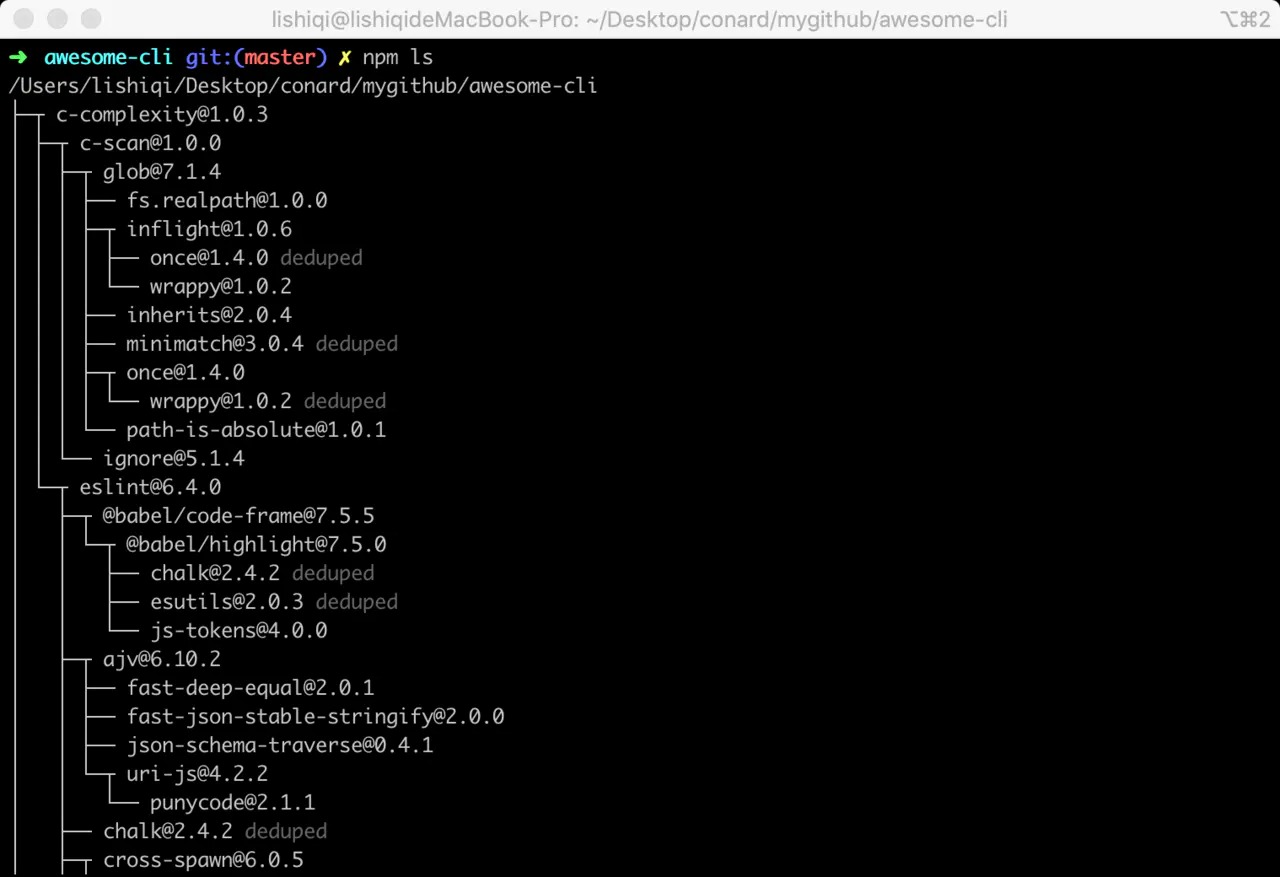 lishiqi@lishiqideMacBook-Pro: ~/Desktop/conard/mygithub/awesome-cli ⌥⌘2
➜ awesome-cli git:(master) ✗ npm ls
/Users/lishiqi/Desktop/conard/mygithub/awesome-cli
├─┬ c-complexity@1.0.3
│ ├─┬ c-scan@1.0.0
│ │ ├─┬ glob@7.1.4
│ │ │ ├── fs.realpath@1.0.0
│ │ │ ├─┬ inflight@1.0.6
│ │ │ │ ├── once@1.4.0 deduped
│ │ │ │ └── wrappy@1.0.2
│ │ │ ├── inherits@2.0.4
│ │ │ ├── minimatch@3.0.4 deduped
│ │ │ ├─┬ once@1.4.0
│ │ │ │ └── wrappy@1.0.2 deduped
│ │ │ └── path-is-absolute@1.0.1
│ │ └── ignore@5.1.4
│ └─┬ eslint@6.4.0
│   ├─┬ @babel/code-frame@7.5.5
│   │ └─┬ @babel/highlight@7.5.0
│   │   ├── chalk@2.4.2 deduped
│   │   ├── esutils@2.0.3 deduped
│   │   └── js-tokens@4.0.0
│   ├─┬ ajv@6.10.2
│   │ ├── fast-deep-equal@2.0.1
│   │ ├── fast-json-stable-stringify@2.0.0
│   │ ├── json-schema-traverse@0.4.1
│   │ └─┬ uri-js@4.2.2
│   │   └── punycode@2.1.1
│   ├── chalk@2.4.2 deduped
│   ├─┬ cross-spawn@6.0.5